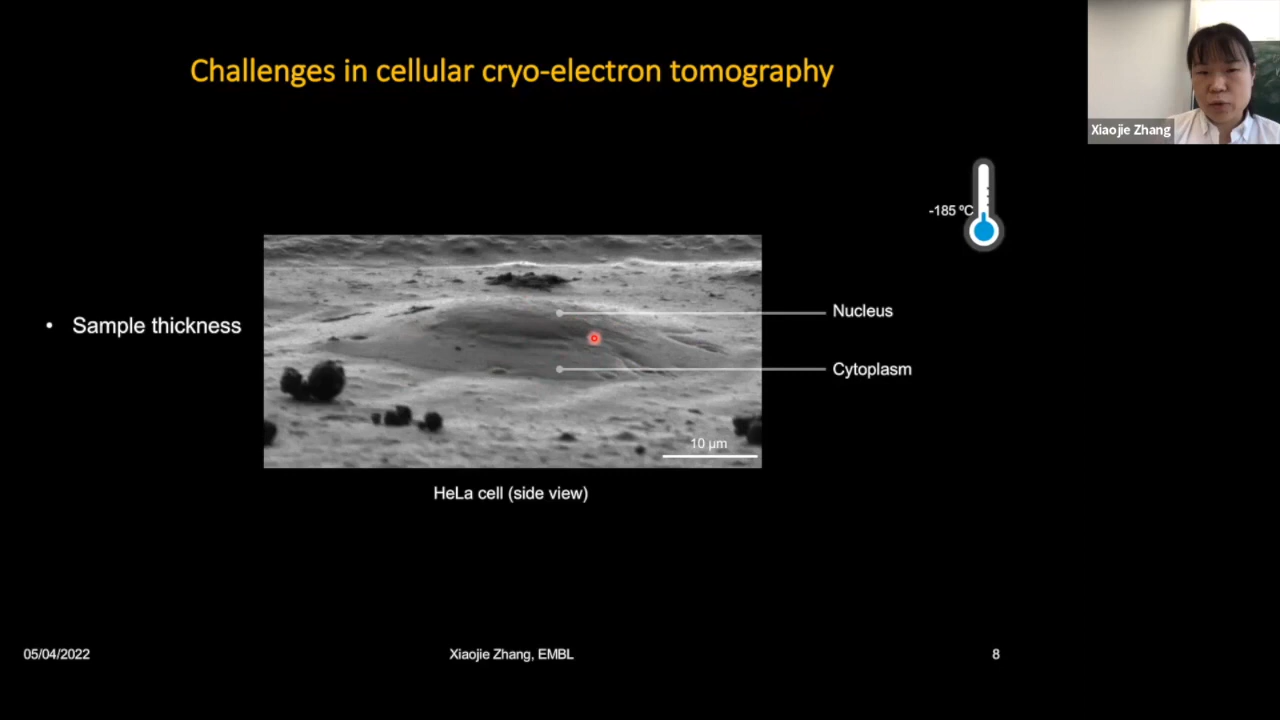 Challenges in cellular cryo-electron tomography
Xiaojie Zhang
-185 ºC
Nucleus
• Sample thickness
Cytoplasm
10 µm
HeLa cell (side view)
05/04/2022
Xiaojie Zhang, EMBL
8